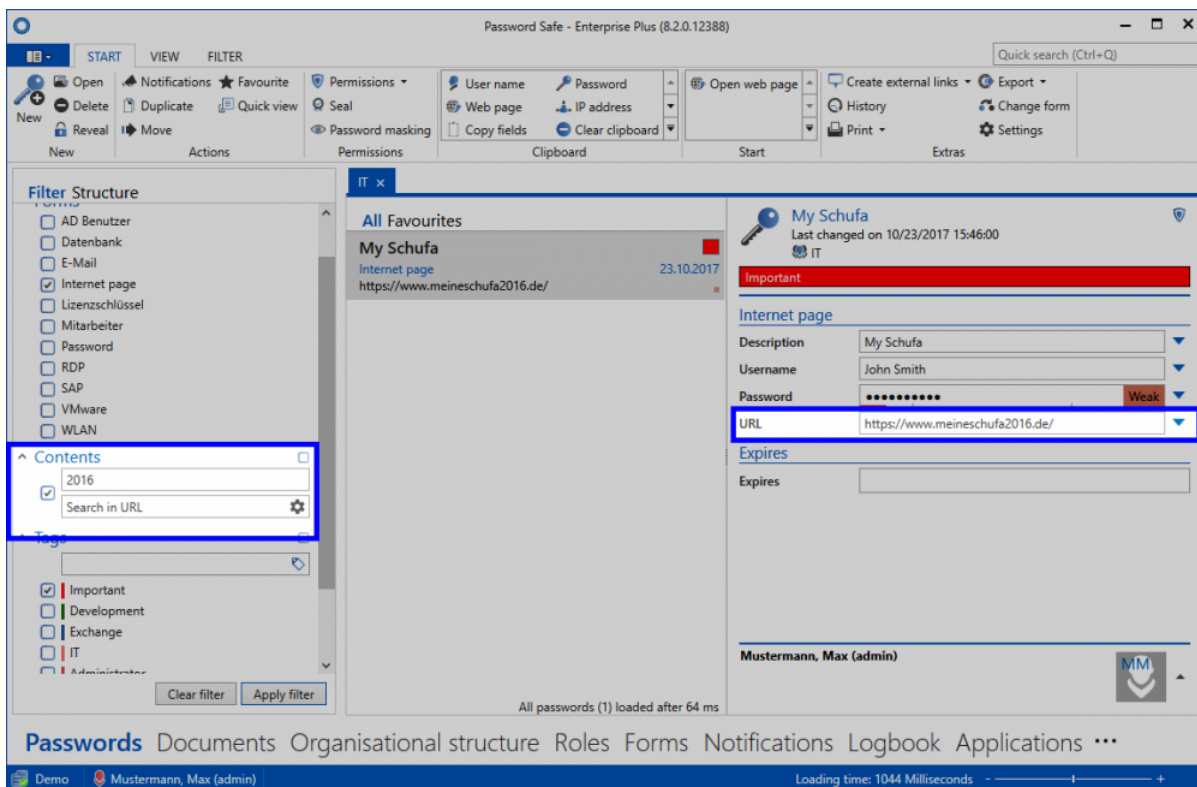 Password Safe - Enterprise Plus (8.2.0.12388)
START VIEW FILTER
Quick search (Ctrl+Q)
New
Open
Delete
Reveal
New
Notifications Favourite
Duplicate Quick view
Move
Actions
Permissions
Seal
Password masking
Permissions
User name Password
Web page IP address
Copy fields Clear clipboard
Clipboard
Open web page
Start
Create external links Export
History Change form
Print Settings
Extras
Filter Structure
Forms
AD Benutzer
Datenbank
E-Mail
Internet page
Lizenzschlüssel
Mitarbeiter
Password
RDP
SAP
VMware
WLAN
Contents
2016
Search in URL
Tags
Important
Development
Exchange
IT
Administrator
Clear filter Apply filter
IT ×
All Favourites
My Schufa
Internet page 23.10.2017
https://www.meineschufa2016.de/
All passwords (1) loaded after 64 ms
My Schufa
Last changed on 10/23/2017 15:46:00
IT
Important
Internet page
Description My Schufa
Username John Smith
Password •••••••••• Weak
URL https://www.meineschufa2016.de/
Expires
Expires
Mustermann, Max (admin)
MM
Passwords Documents Organisational structure Roles Forms Notifications Logbook Applications •••
Demo Mustermann, Max (admin) Loading time: 1044 Milliseconds - +